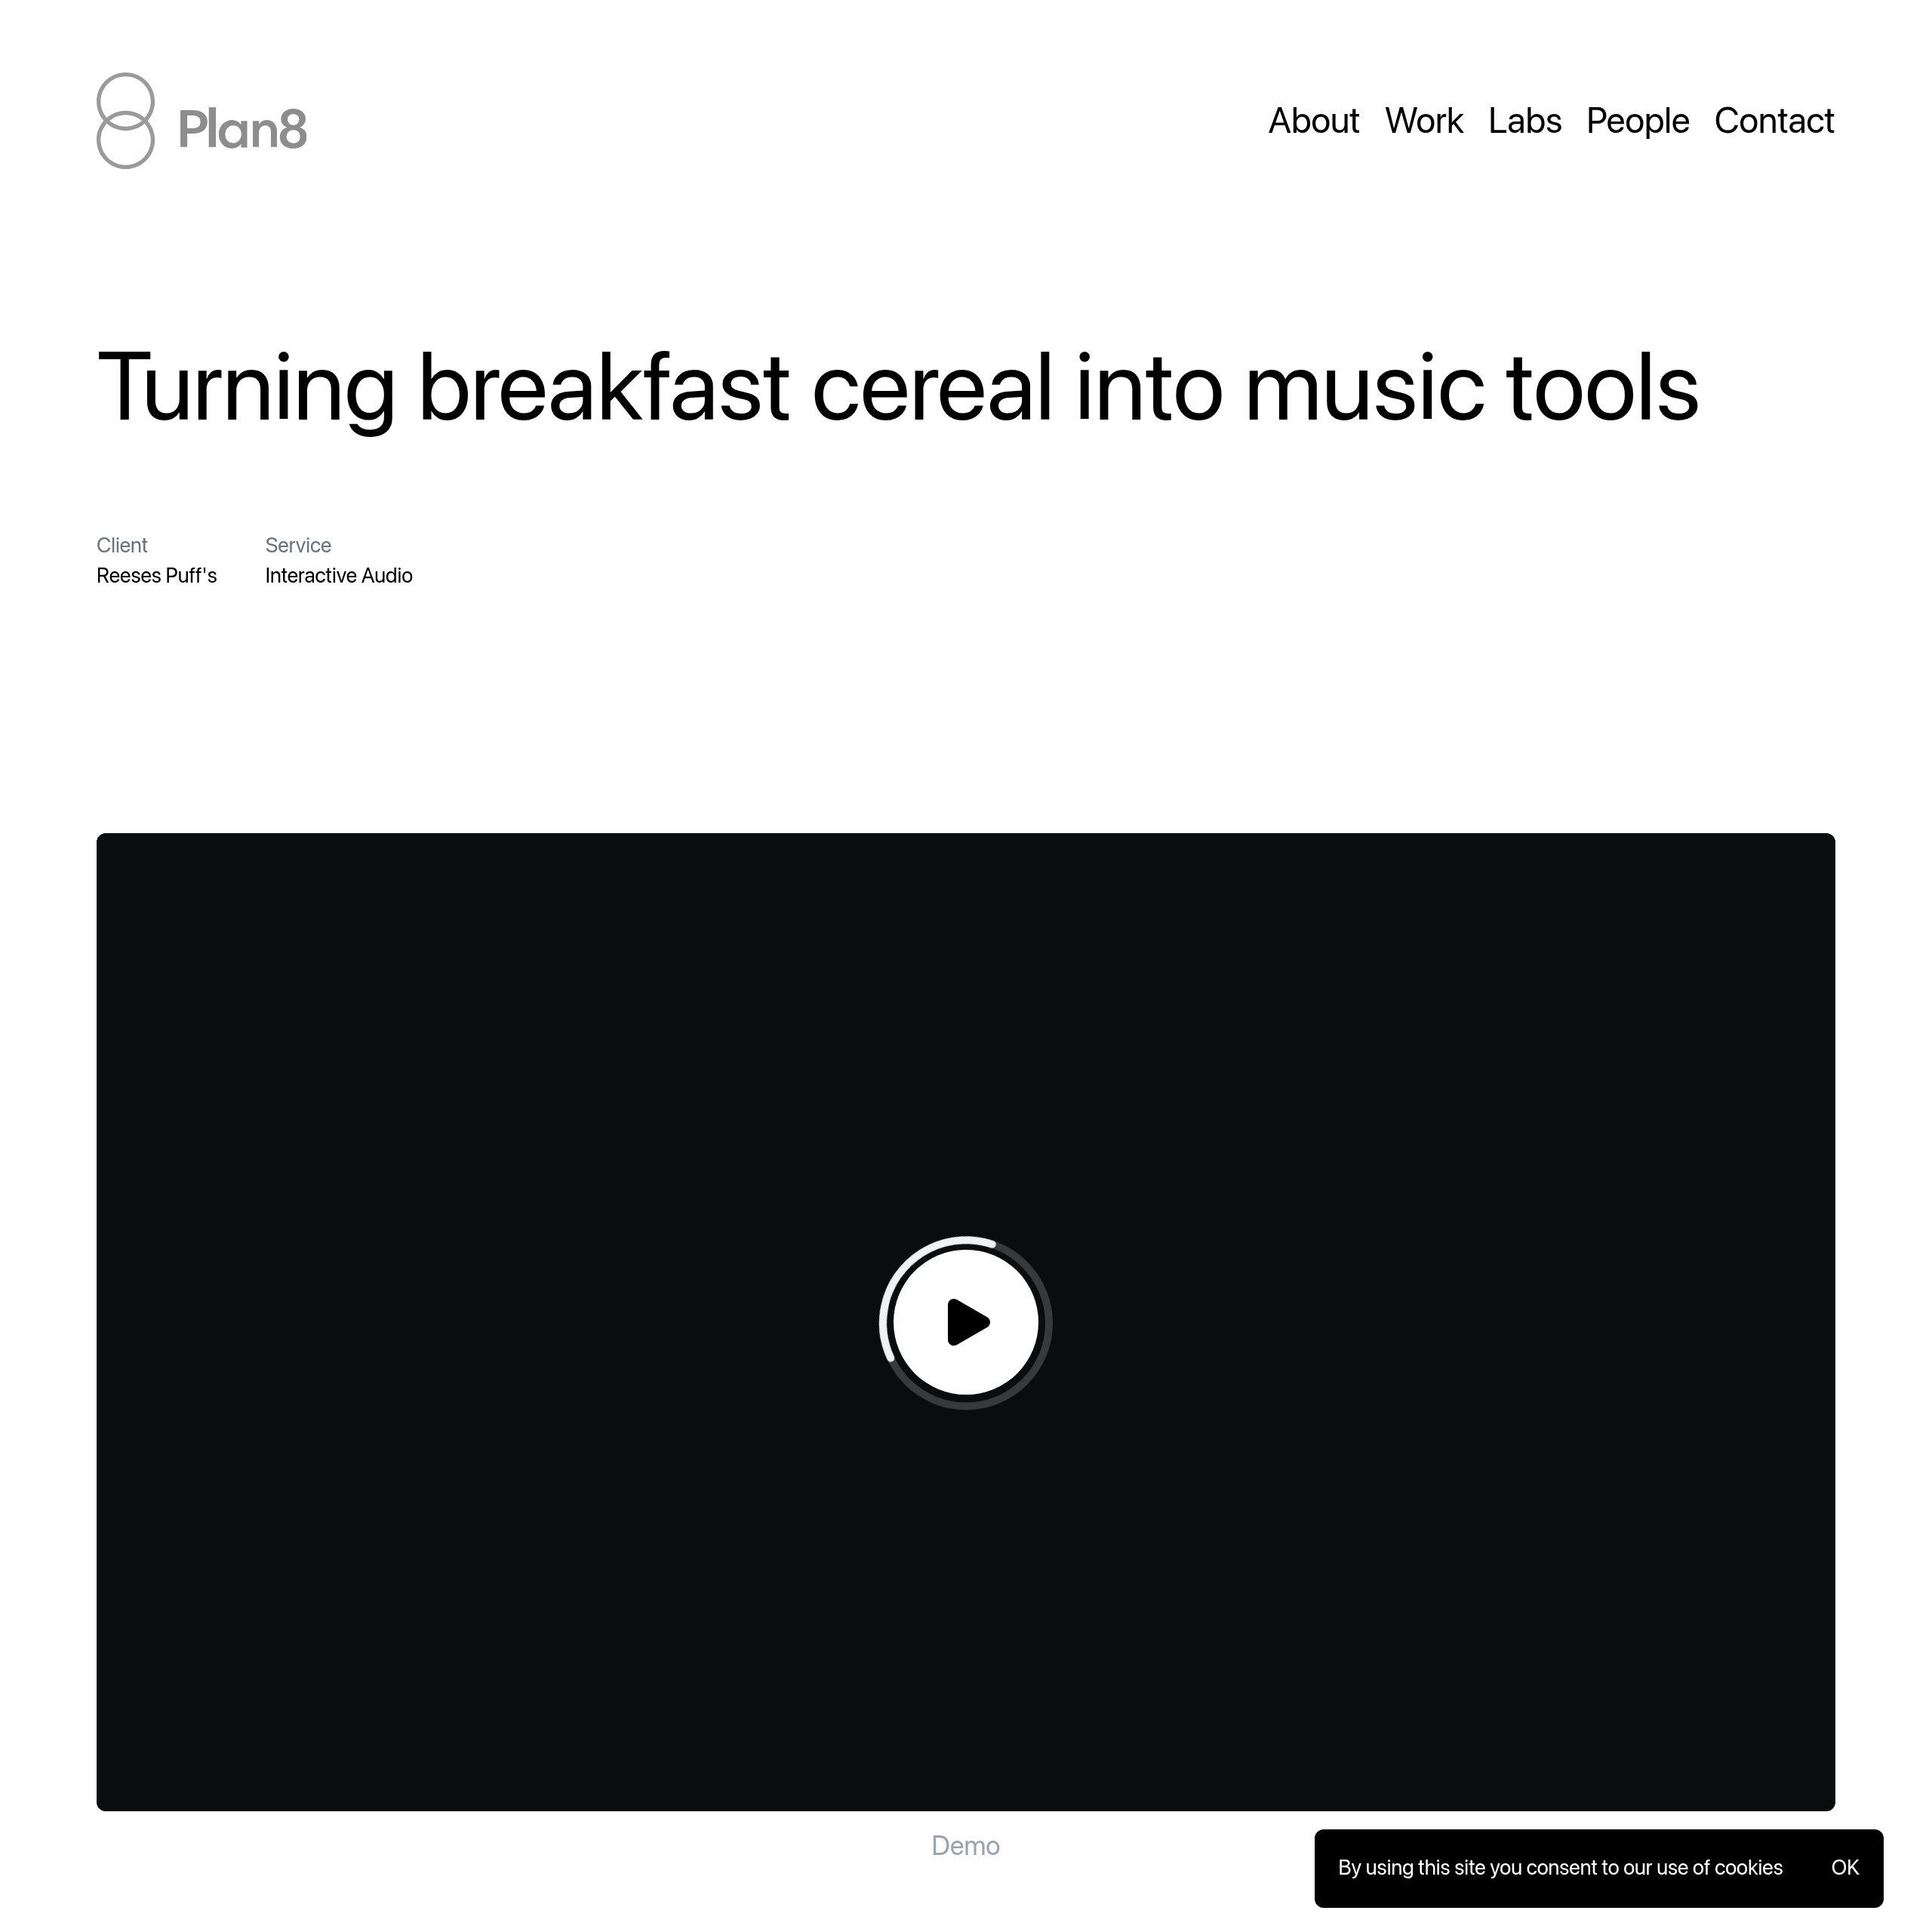 Plan8
About Work Labs People Contact
Turning breakfast cereal into music tools
Client
Reeses Puff's
Service
Interactive Audio
Demo
By using this site you consent to our use of cookies
OK